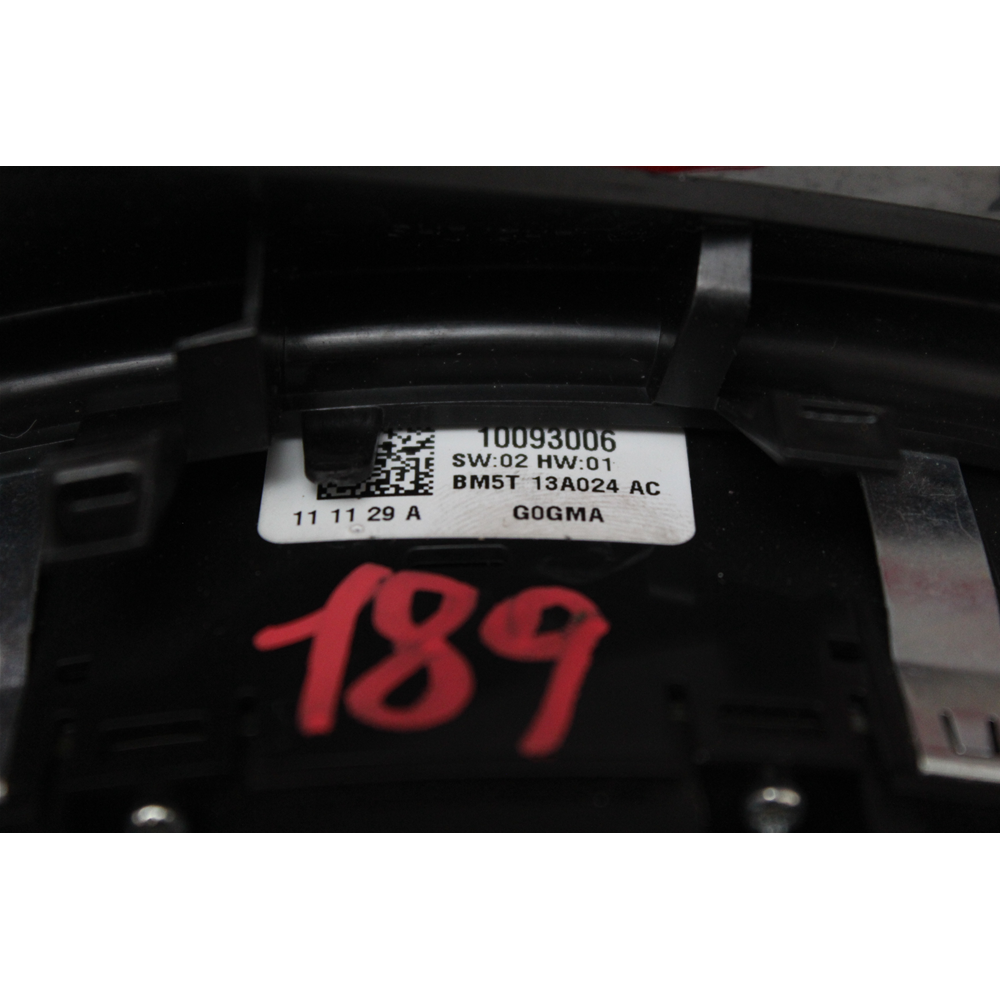 10093006
SW:02 HW:01
BM5T 13A024 AC
11 11 29 A G0GMA
189